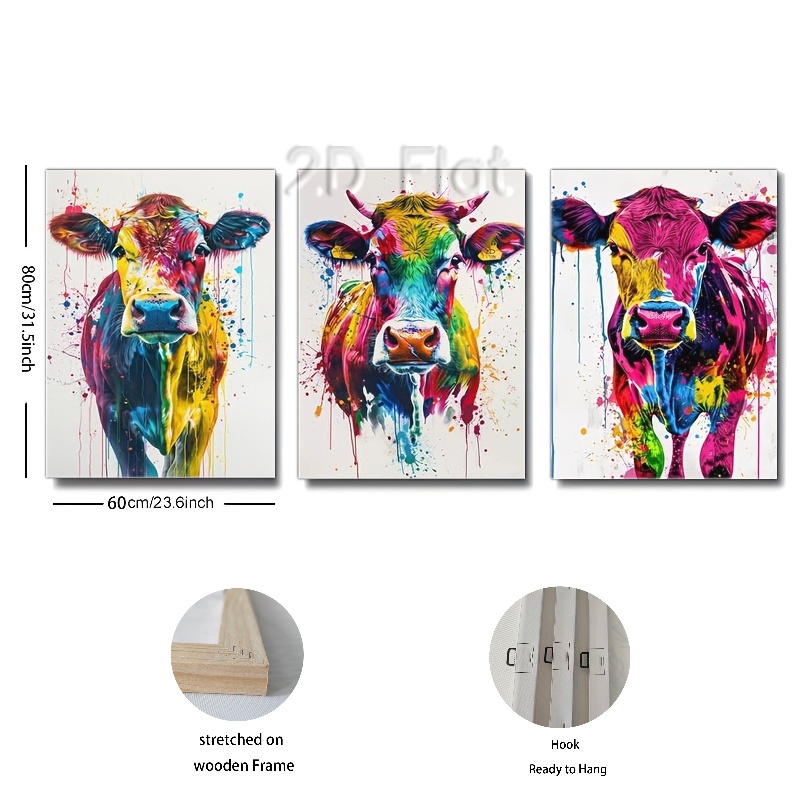 2D Flat
80cm/31.5inch
60cm/23.6inch
stretched on
wooden Frame
Hook
Ready to Hang